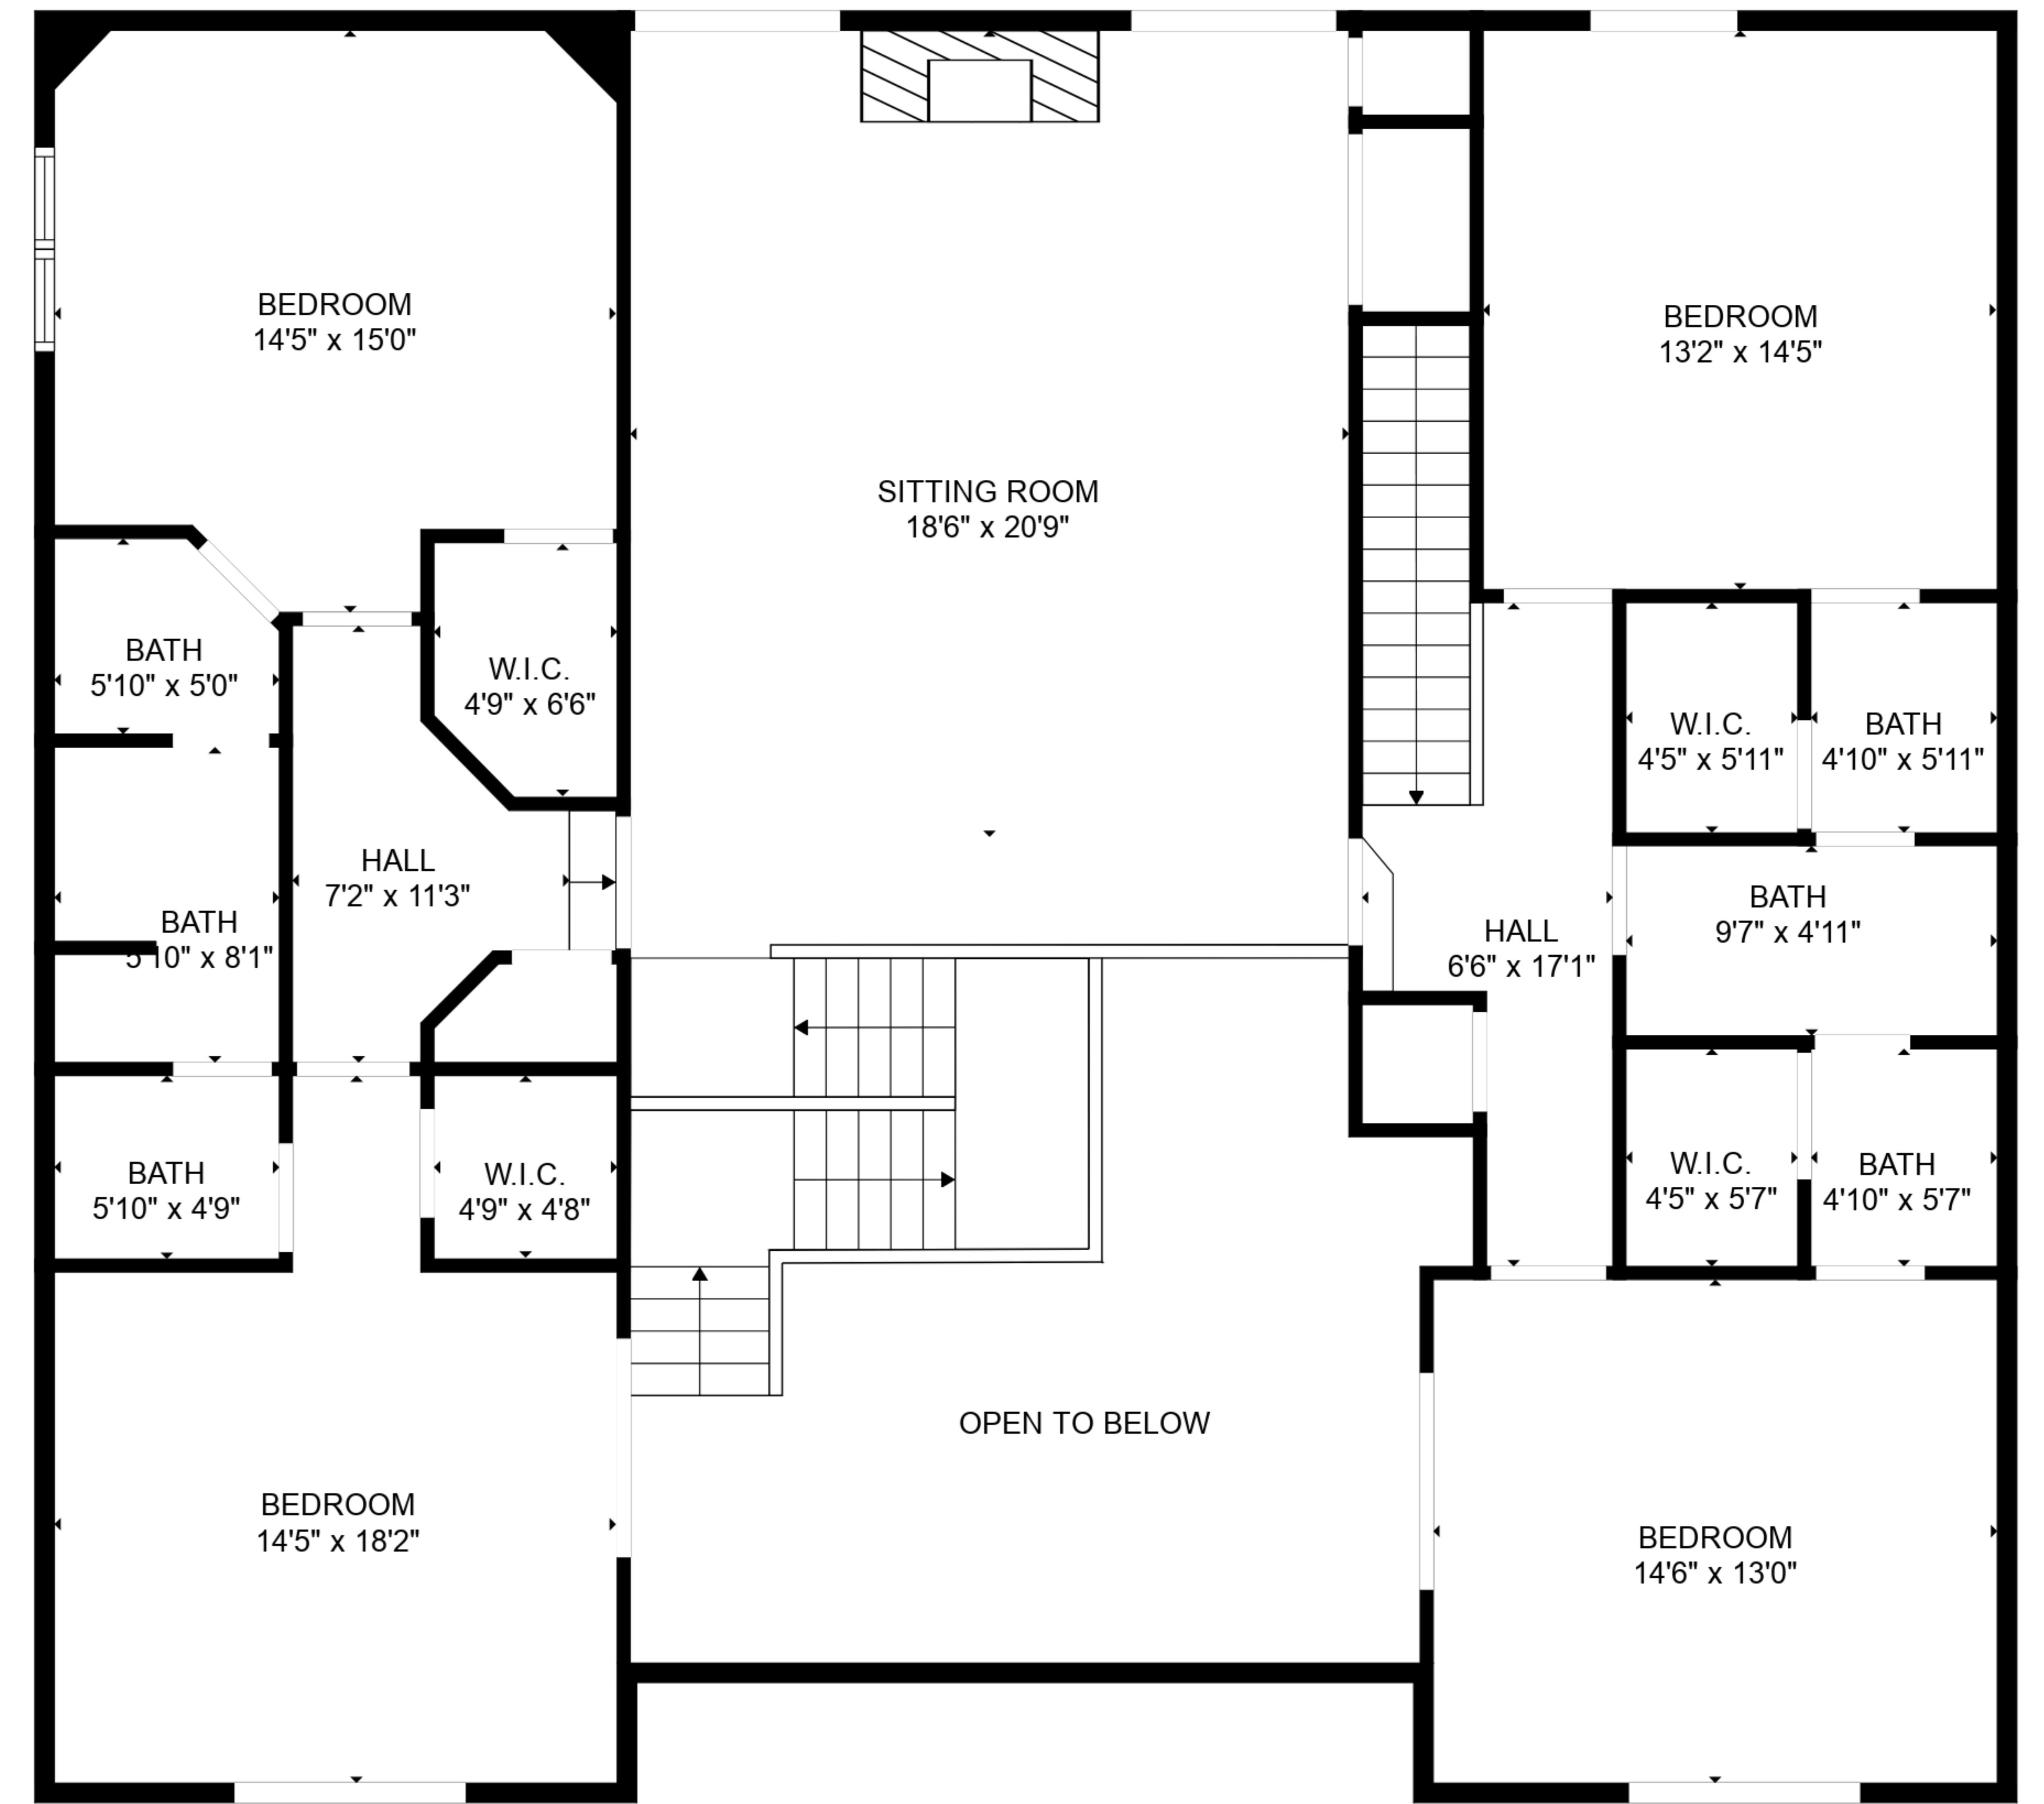 BEDROOM
14'5" x 15'0"
BEDROOM
13'2" x 14'5"
SITTING ROOM
18'6" x 20'9"
BATH
5'10" x 5'0"
W.I.C.
4'9" x 6'6"
W.I.C.
4'5" x 5'11"
BATH
4'10" x 5'11"
HALL
7'2" x 11'3"
BATH
9'7" x 4'11"
BATH
5'10" x 8'1"
HALL
6'6" x 17'1"
BATH
5'10" x 4'9"
W.I.C.
4'9" x 4'8"
W.I.C.
4'5" x 5'7"
BATH
4'10" x 5'7"
OPEN TO BELOW
BEDROOM
14'5" x 18'2"
BEDROOM
14'6" x 13'0"